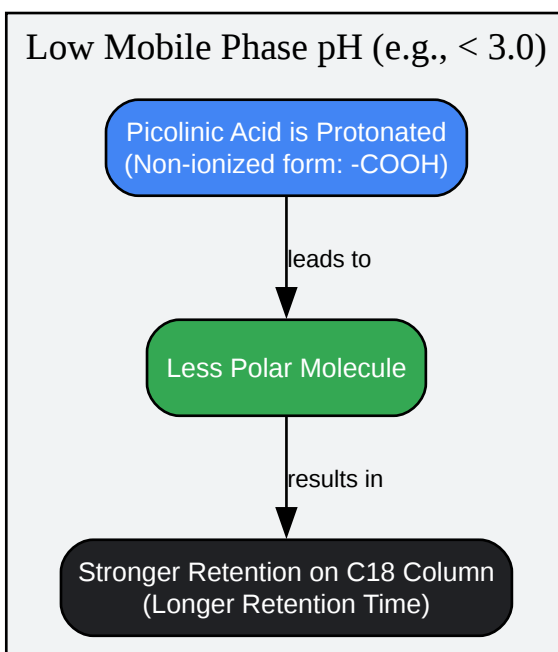 Low Mobile Phase pH (e.g., < 3.0)
Picolinic Acid is Protonated
(Non-ionized form: -COOH)
leads to
Less Polar Molecule
results in
Stronger Retention on C18 Column
(Longer Retention Time)